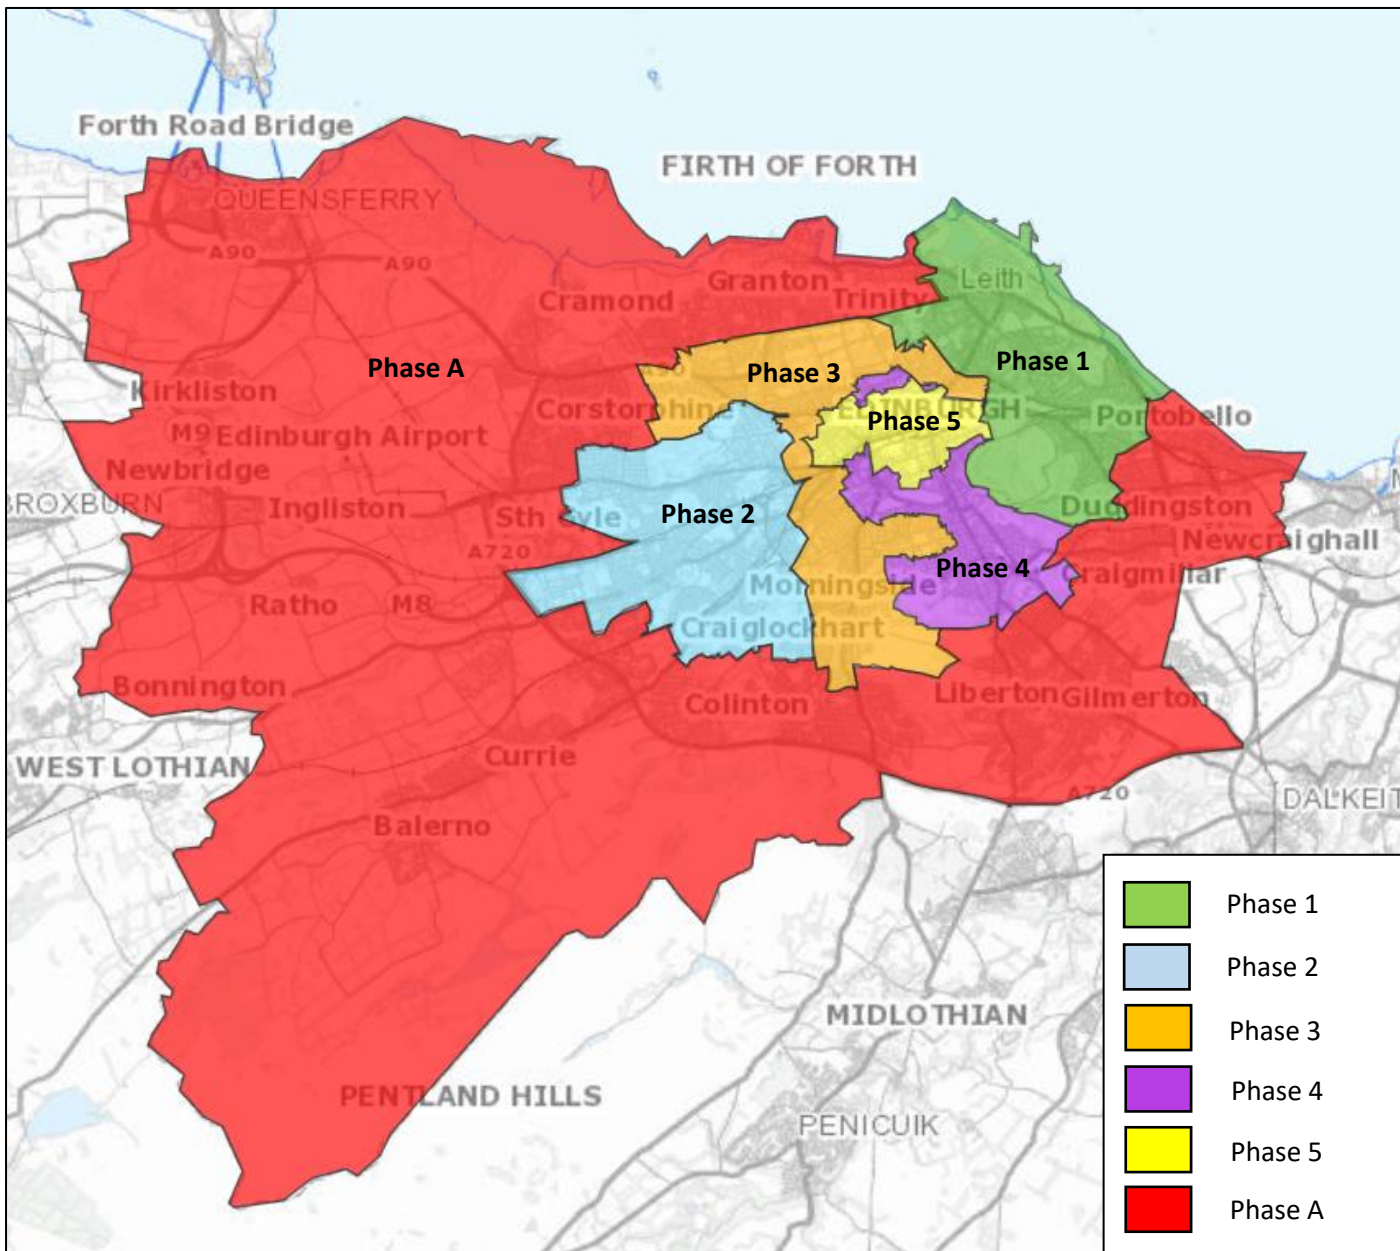 Forth Road Bridge
FIRTH OF FORTH
QUEENSFERRY
A90
A90
Leith
Granton
Cramond
Trinity
Phase 1
Phase A
Phase 3
Kirkliston
Corstorphine
EDINBURGH
Portobello
Phase 5
M9
Edinburgh Airport
Newbridge
BROXBURN
Ingliston
Sth Gyle
Phase 2
Duddingston
Newcraighall
A720
Phase 4
Craigmillar
Morningside
Ratho
M8
Craiglockhart
Bonnington
Liberton
Gilmerton
Colinton
WEST LOTHIAN
Currie
A720
DALKEIT
Balerno
MIDLOTHIAN
PENTLAND HILLS
PENICUIK
Phase 1
Phase 2
Phase 3
Phase 4
Phase 5
Phase A